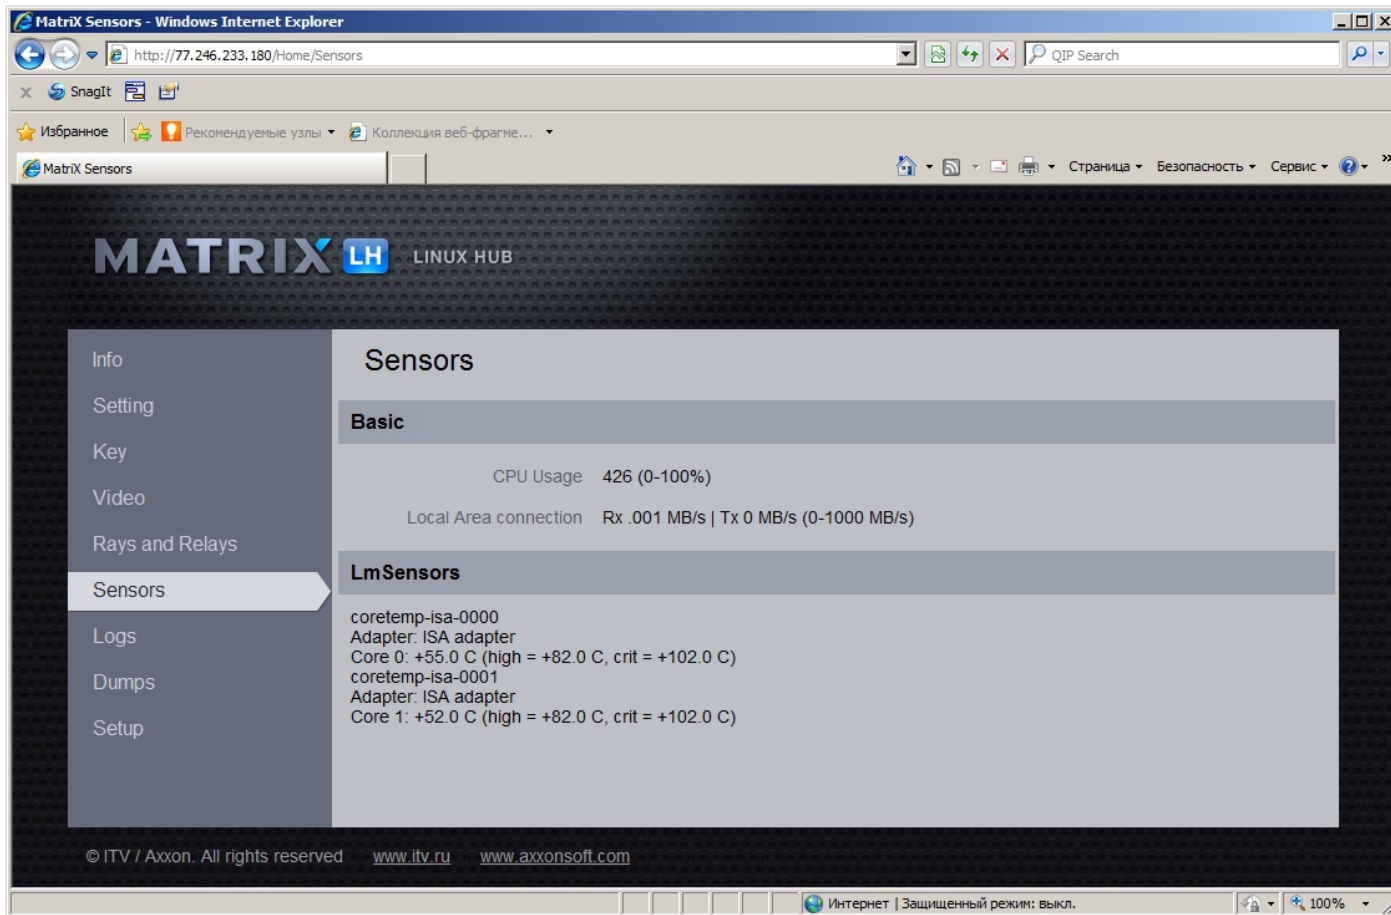 MatriX Sensors - Windows Internet Explorer
http://77.246.233.180/Home/Sensors
QIP Search
x SnagIt
Избранное Рекомендуемые узлы Коллекция веб-фрагме...
MatriX Sensors
Страница Безопасность Сервис »
MATRIX LH LINUX HUB
Info
Setting
Key
Video
Rays and Relays
Sensors
Logs
Dumps
Setup
Sensors
Basic
CPU Usage 426 (0-100%)
Local Area connection Rx .001 MB/s | Tx 0 MB/s (0-1000 MB/s)
LmSensors
coretemp-isa-0000
Adapter: ISA adapter
Core 0: +55.0 C (high = +82.0 C, crit = +102.0 C)
coretemp-isa-0001
Adapter: ISA adapter
Core 1: +52.0 C (high = +82.0 C, crit = +102.0 C)
© ITV / Axxon. All rights reserved www.itv.ru www.axxonsoft.com
Интернет | Защищенный режим: выкл. 100%